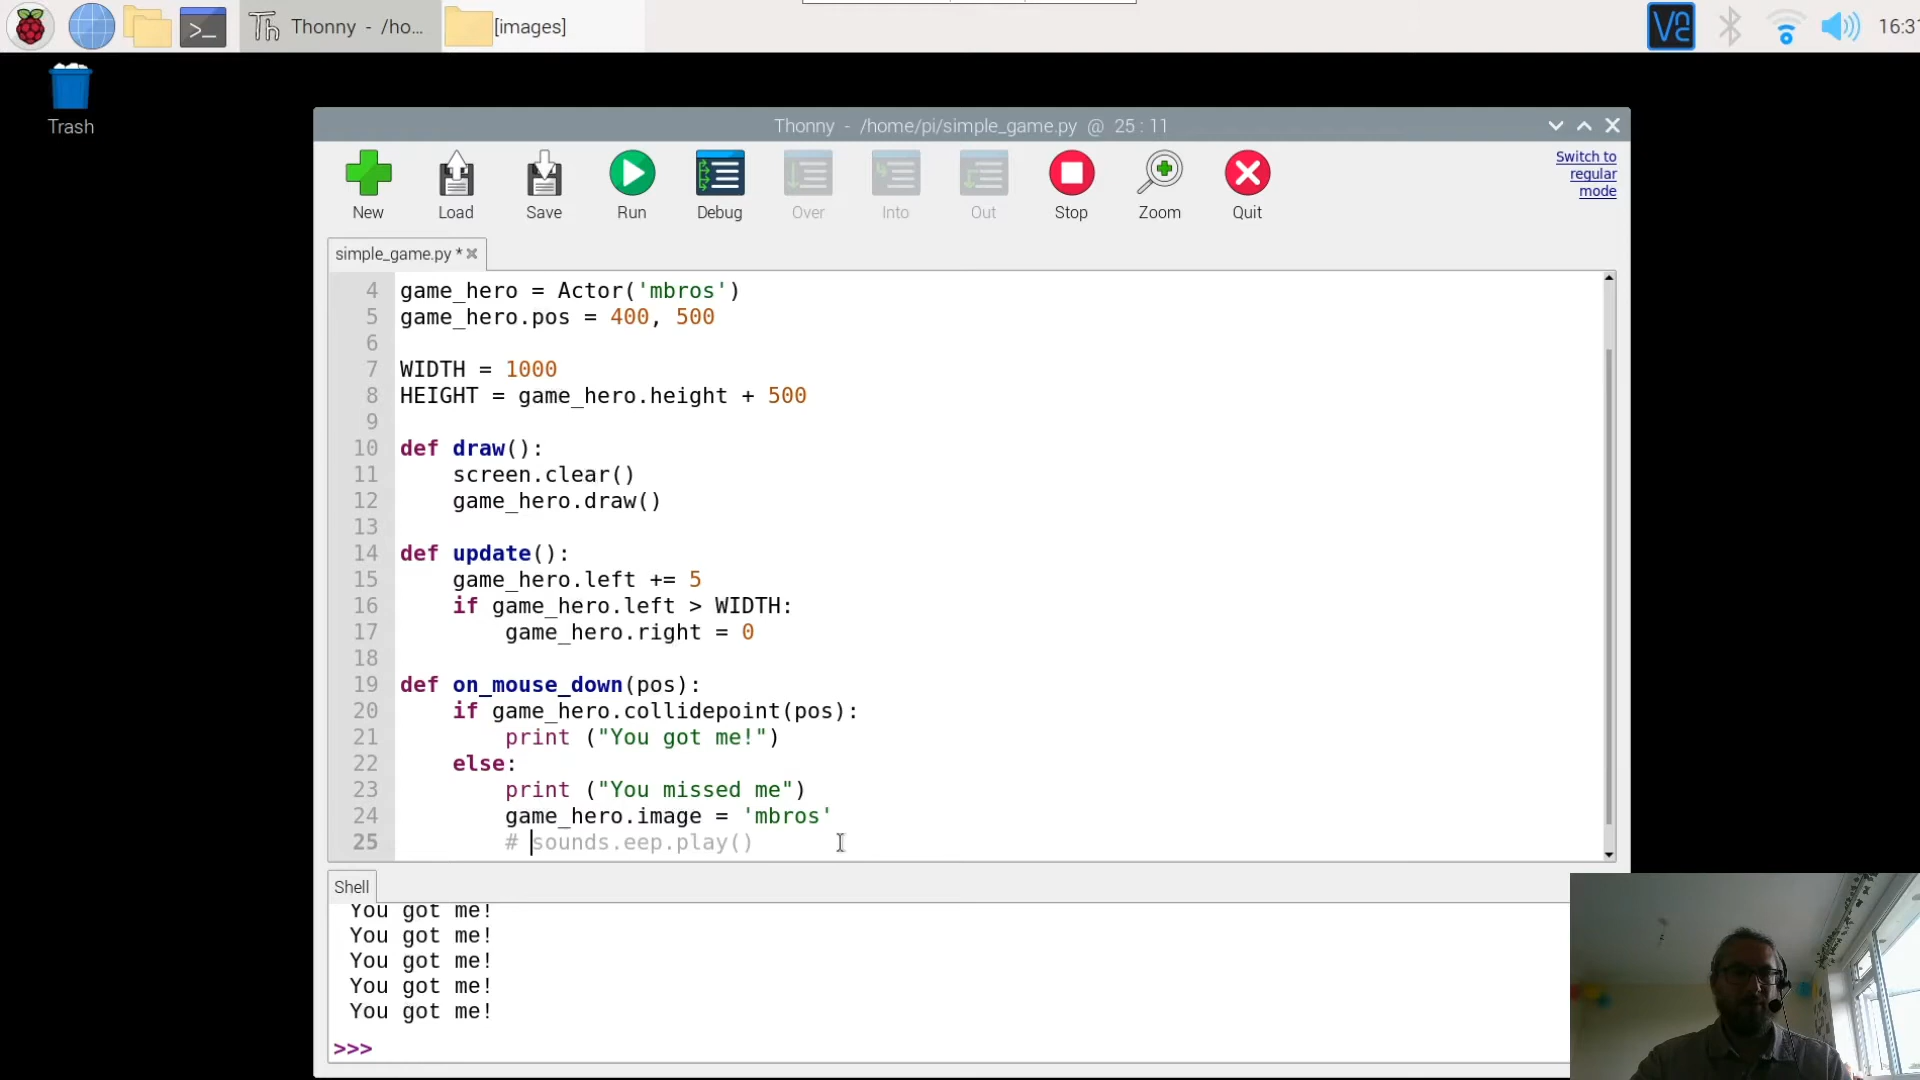 Thonny - /ho...
[images]
16:31
Trash
Thonny - /home/pi/simple_game.py @ 25 : 11
New
Load
Save
Run
Debug
Over
Into
Out
Stop
Zoom
Quit
Switch to
regular
mode
simple_game.py *
4 game_hero = Actor('mbros')
5 game_hero.pos = 400, 500
6
7 WIDTH = 1000
8 HEIGHT = game_hero.height + 500
9
10 def draw():
11 screen.clear()
12 game_hero.draw()
13
14 def update():
15 game_hero.left += 5
16 if game_hero.left > WIDTH:
17 game_hero.right = 0
18
19 def on_mouse_down(pos):
20 if game_hero.collidepoint(pos):
21 print ("You got me!")
22 else:
23 print ("You missed me")
24 game_hero.image = 'mbros'
25 # sounds.eep.play()
Shell
You got me!
You got me!
You got me!
You got me!
You got me!
>>>